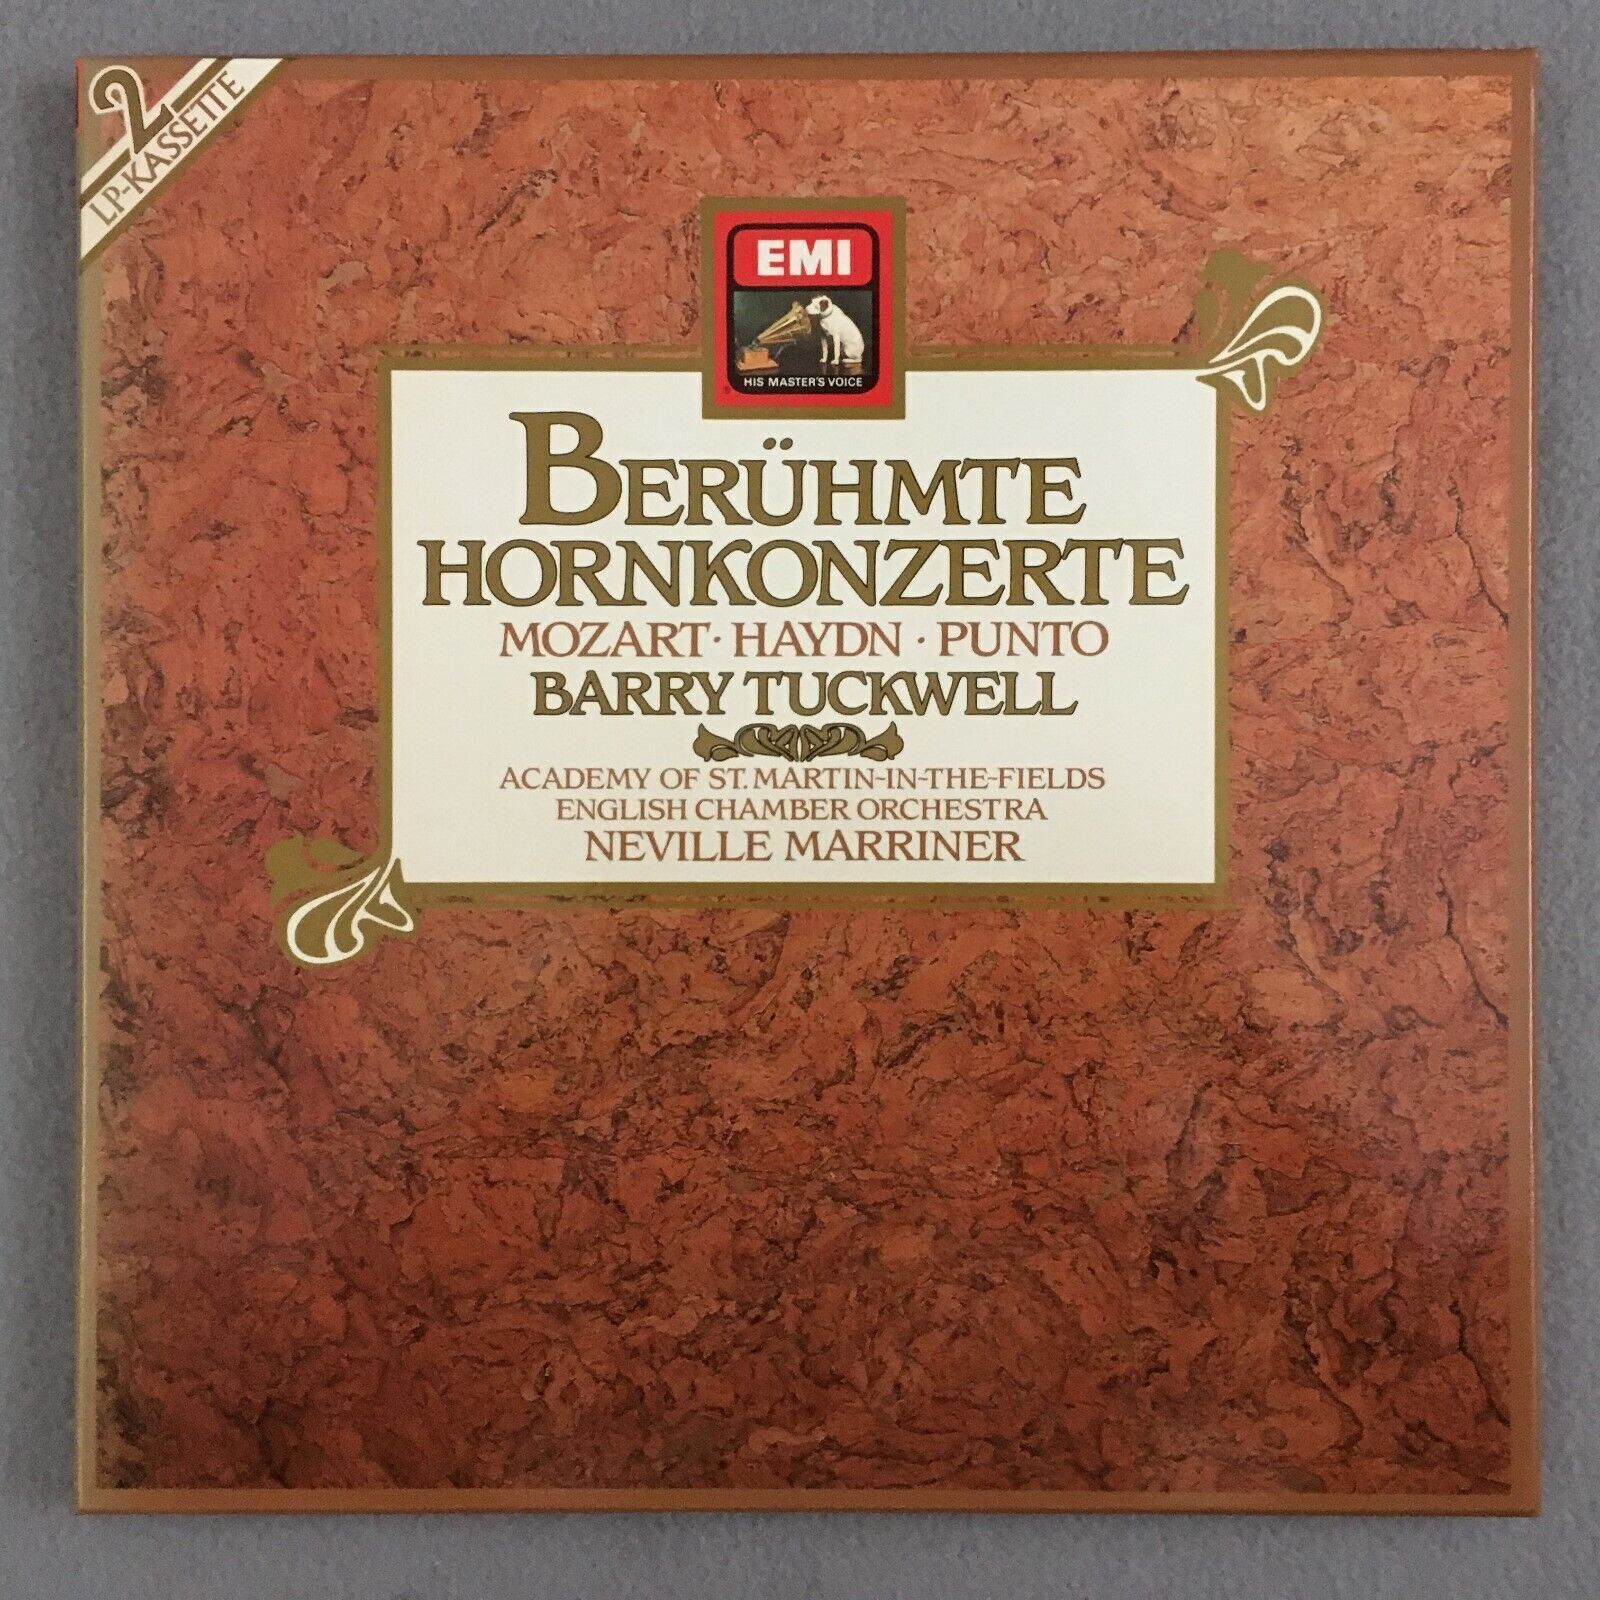 2
LP-KASSETTE
EMI
HIS MASTER'S VOICE
BERÜHMTE
HORNKONZERTE
MOZART · HAYDN · PUNTO
BARRY TUCKWELL
ACADEMY OF ST. MARTIN-IN-THE-FIELDS
ENGLISH CHAMBER ORCHESTRA
NEVILLE MARRINER